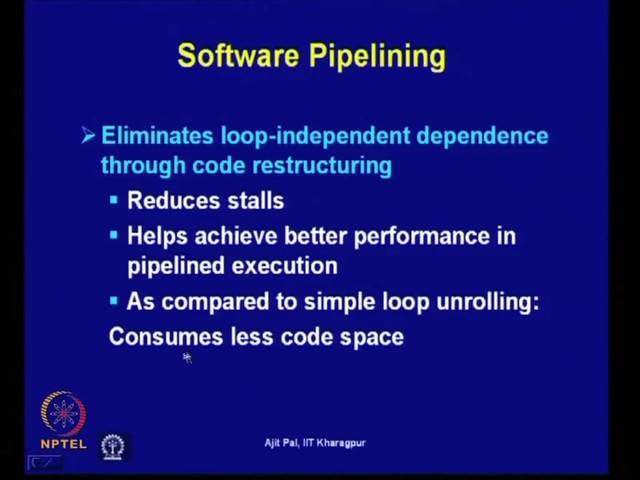 Software Pipelining
Eliminates loop-independent dependence
through code restructuring
Reduces stalls
Helps achieve better performance in
pipelined execution
As compared to simple loop unrolling:
Consumes less code space
NPTEL
Ajit Pal, IIT Kharagpur